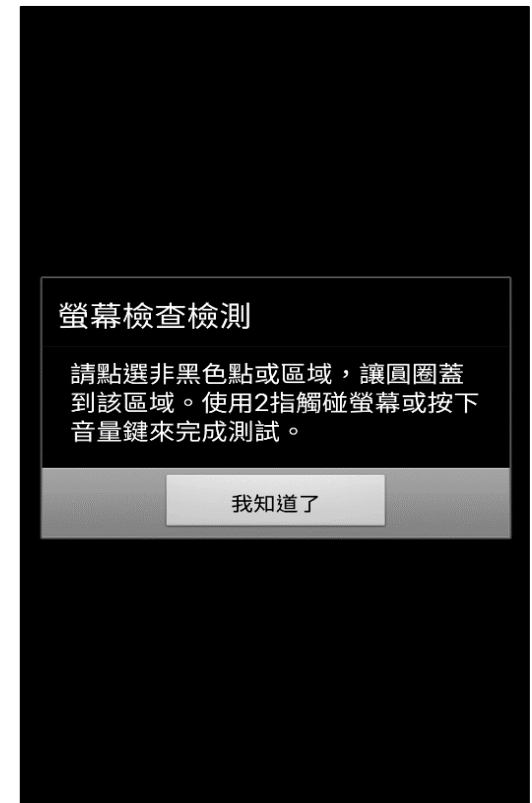 螢幕檢查檢測
請點選非黑色點或區域，讓圓圈蓋
到該區域。使用2指觸碰螢幕或按下
音量鍵來完成測試。
我知道了